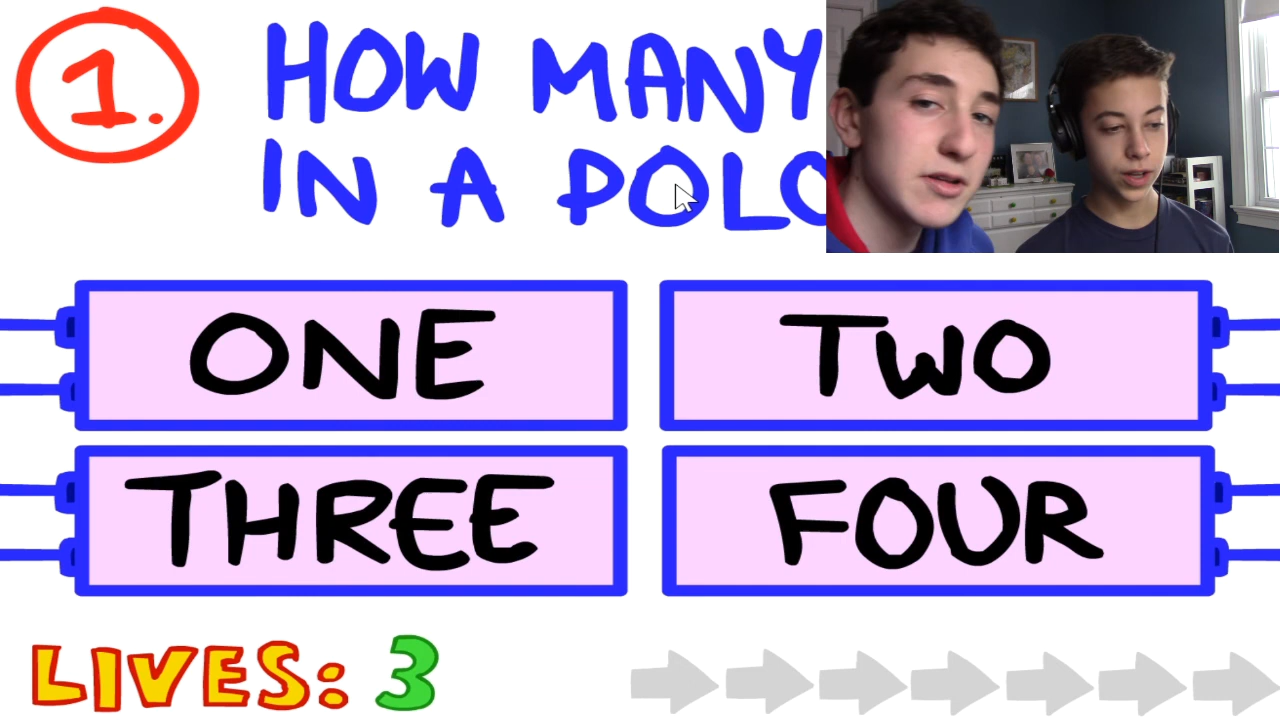 1.
HOW MANY
IN A POLO
ONE
TWO
THREE
FOUR
LIVES: 3